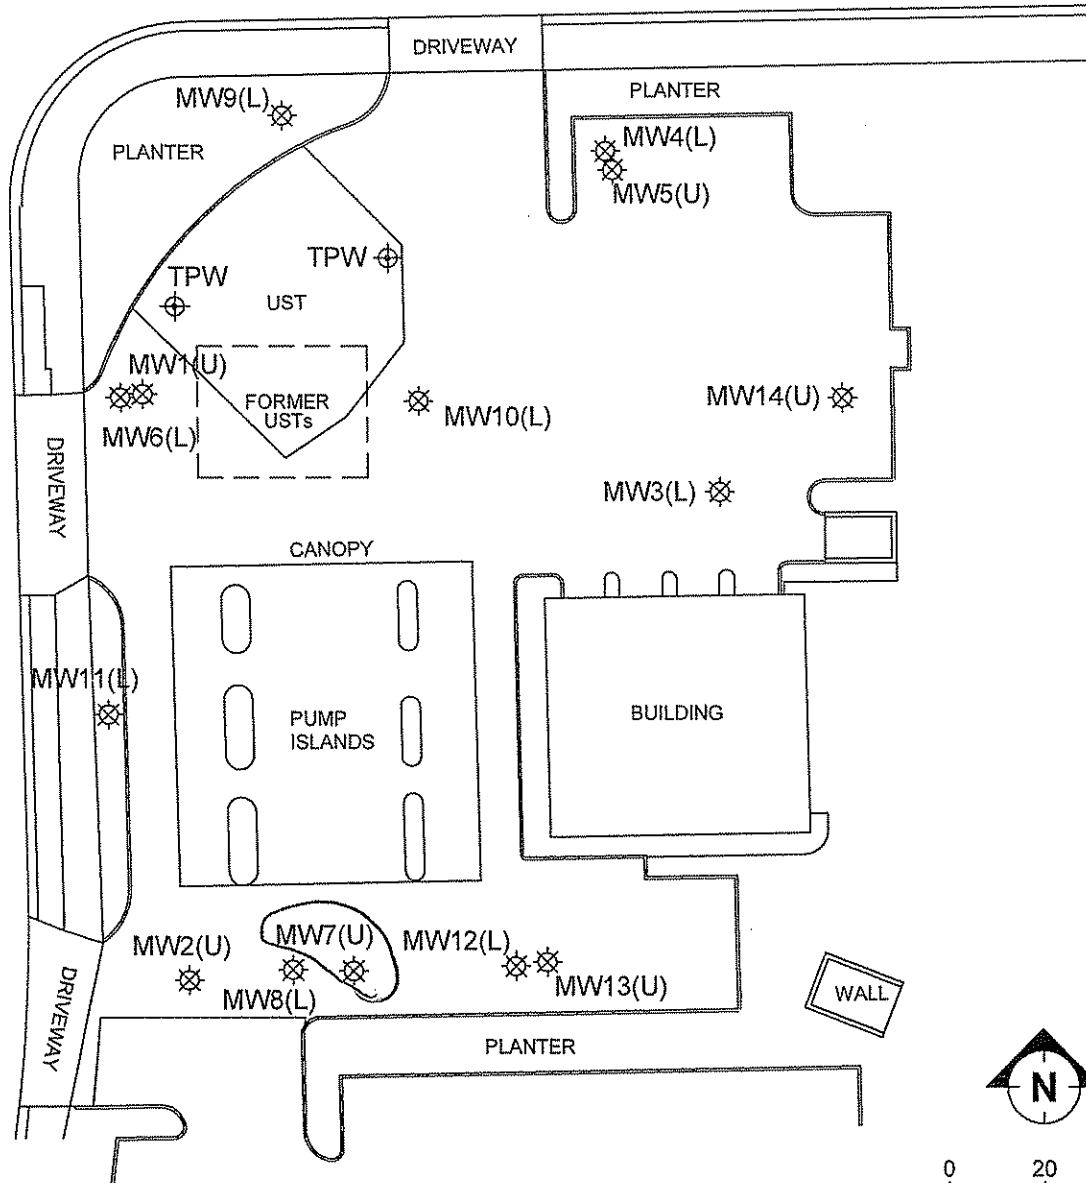 DRIVEWAY
PLANTER
MW9(L)
MW4(L)
PLANTER
MW5(U)
TPW
TPW
UST
MW1(U)
FORMER
USTs
MW14(U)
MW10(L)
MW6(L)
DRIVEWAY
MW3(L)
CANOPY
MW11(L)
PUMP
ISLANDS
BUILDING
MW7(U)
MW12(L)
MW2(U)
MW13(U)
MW8(L)
WALL
DRIVEWAY
PLANTER
N
0 20